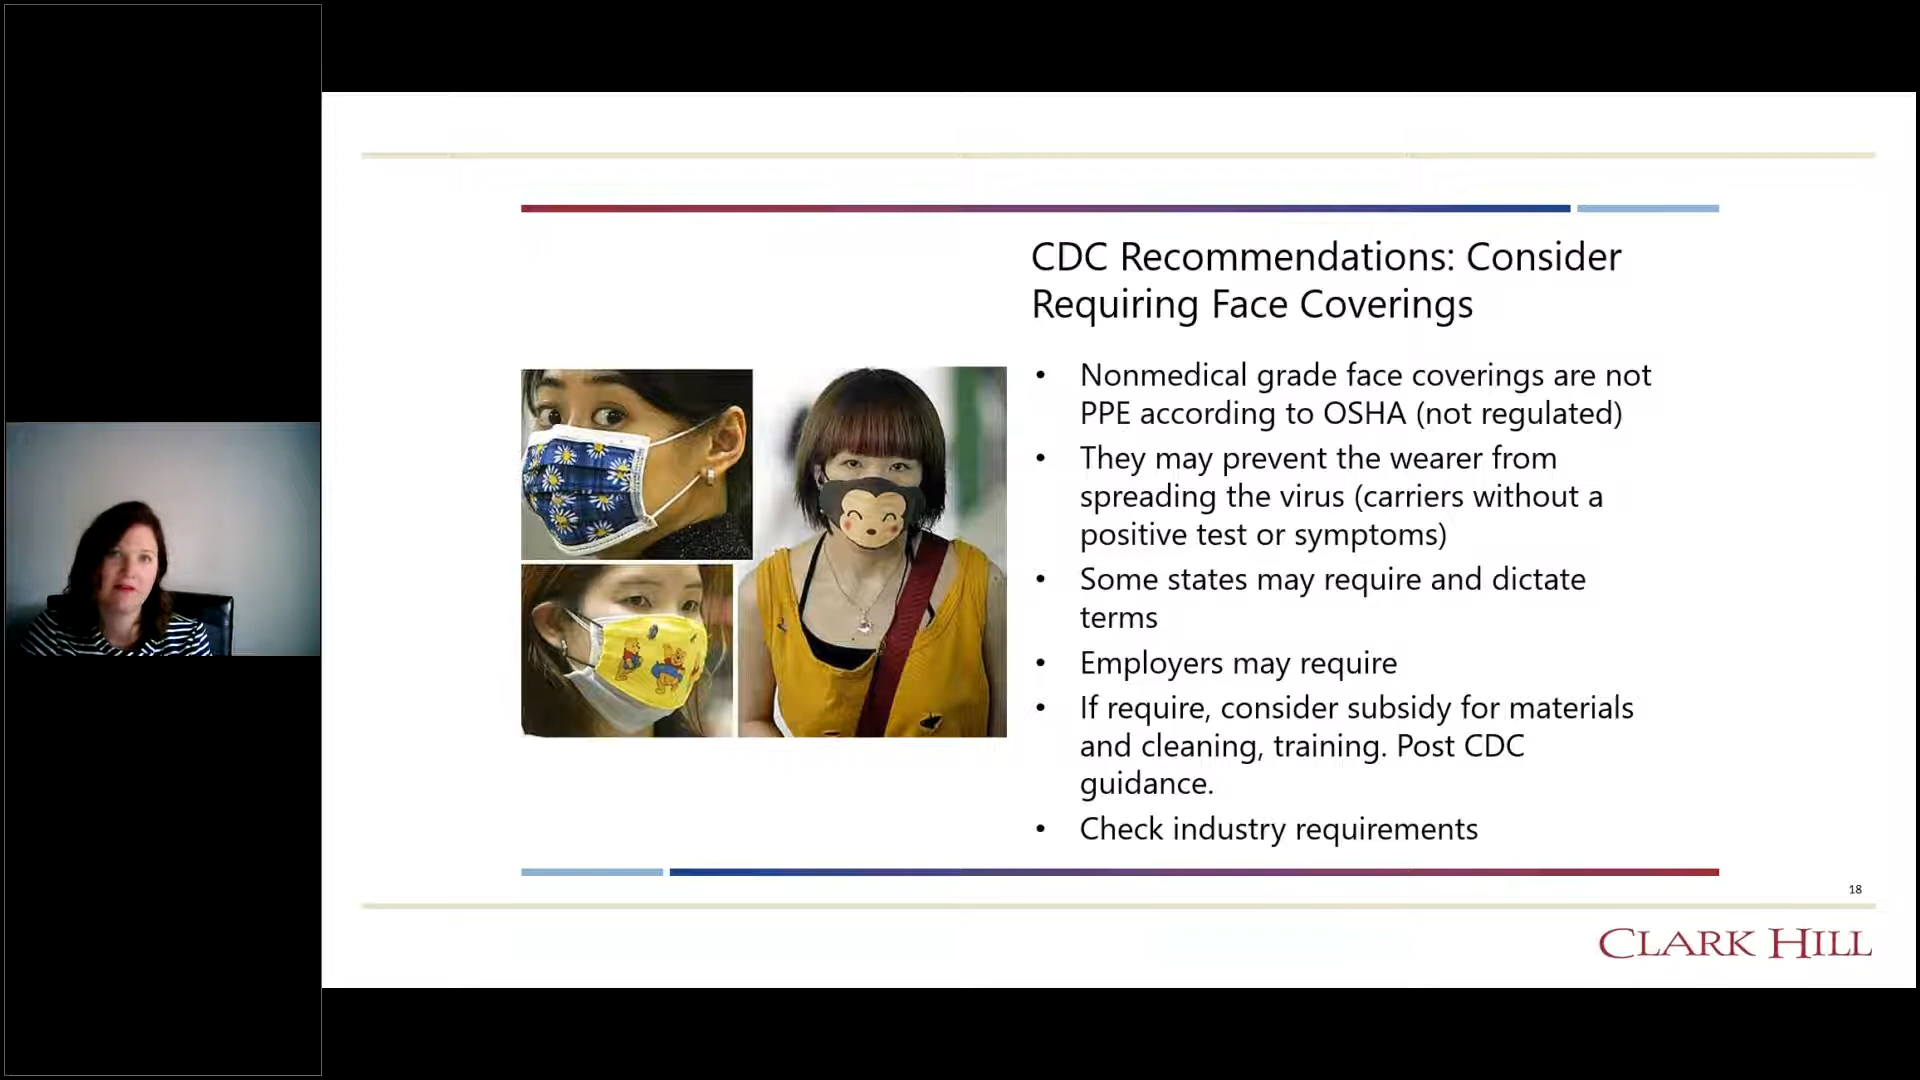 CDC Recommendations: Consider
Requiring Face Coverings
• Nonmedical grade face coverings are not
PPE according to OSHA (not regulated)
• They may prevent the wearer from
spreading the virus (carriers without a
positive test or symptoms)
• Some states may require and dictate
terms
• Employers may require
• If require, consider subsidy for materials
and cleaning, training. Post CDC
guidance.
• Check industry requirements
18
CLARK HILL